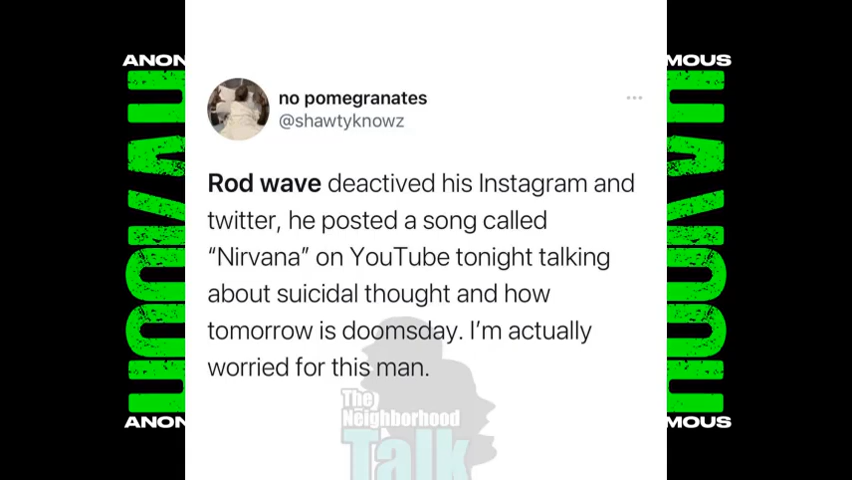 ANON
MOUS
no pomegranates
@shawtyknowz
Rod wave deactived his Instagram and
twitter, he posted a song called
“Nirvana” on YouTube tonight talking
about suicidal thought and how
tomorrow is doomsday. I’m actually
worried for this man.
The
Neighborhood
Talk
ANON
MOUS